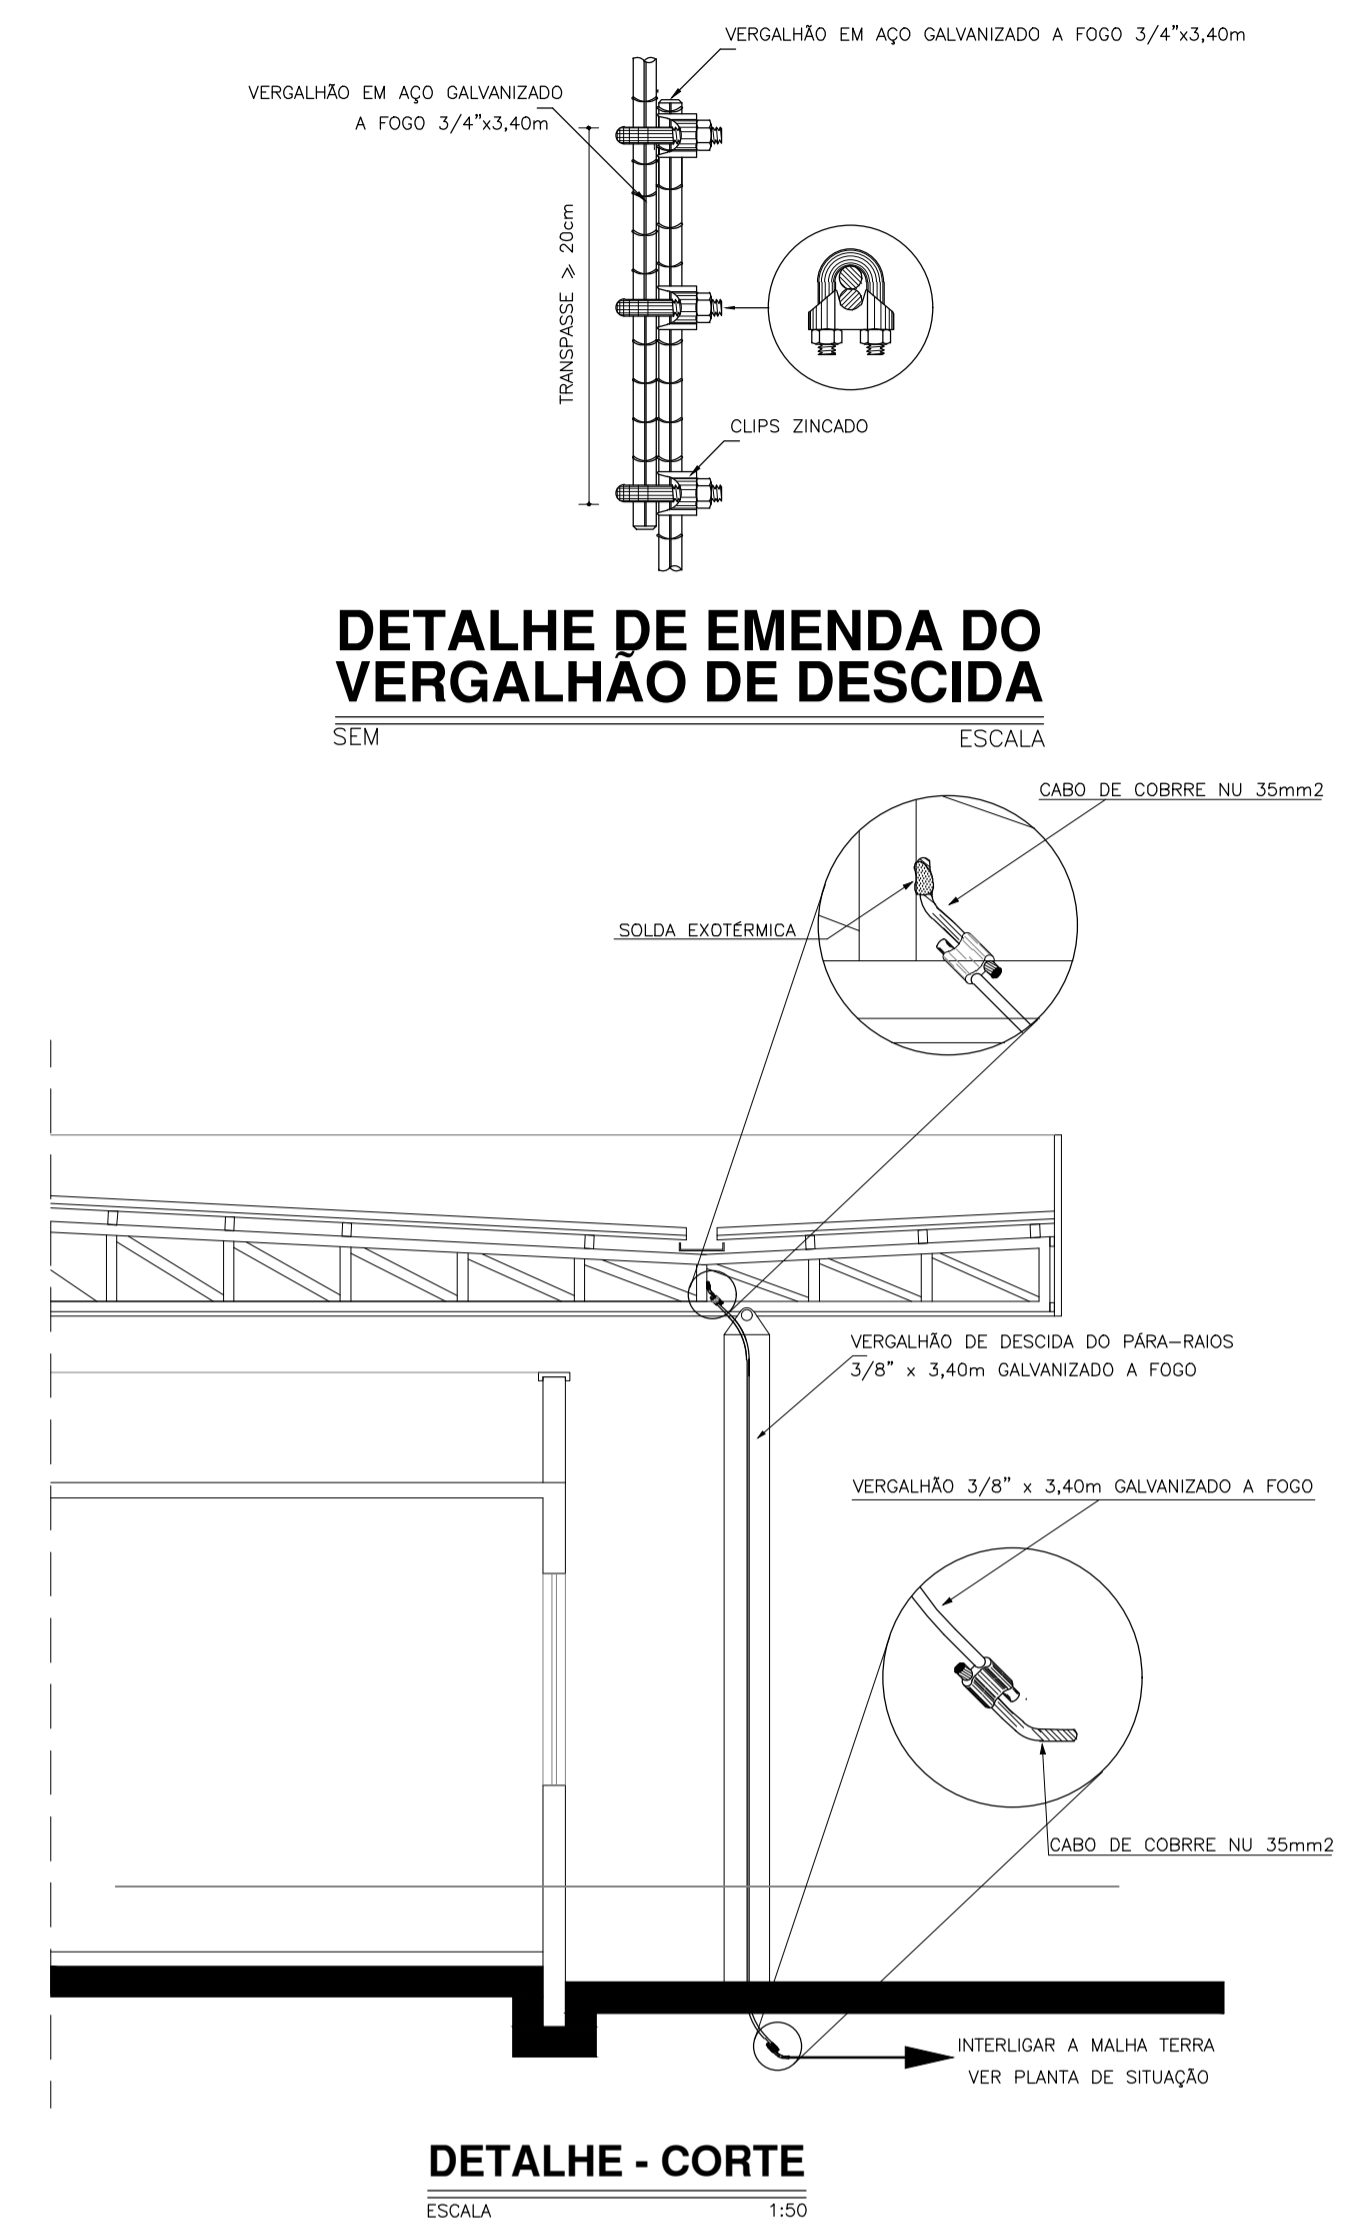 VERGALHÃO EM AÇO GALVANIZADO A FOGO 3/4"x3,40m
VERGALHÃO EM AÇO GALVANIZADO
A FOGO 3/4"x3,40m
TRANSPASSE ⩾ 20cm
CLIPS ZINCADO
DETALHE DE EMENDA DO
VERGALHÃO DE DESCIDA
SEM ESCALA
CABO DE COBRRE NU 35mm2
SOLDA EXOTÉRMICA
VERGALHÃO DE DESCIDA DO PÁRA-RAIOS
3/8" x 3,40m GALVANIZADO A FOGO
VERGALHÃO 3/8" x 3,40m GALVANIZADO A FOGO
CABO DE COBRRE NU 35mm2
INTERLIGAR A MALHA TERRA
VER PLANTA DE SITUAÇÃO
DETALHE - CORTE
ESCALA 1:50